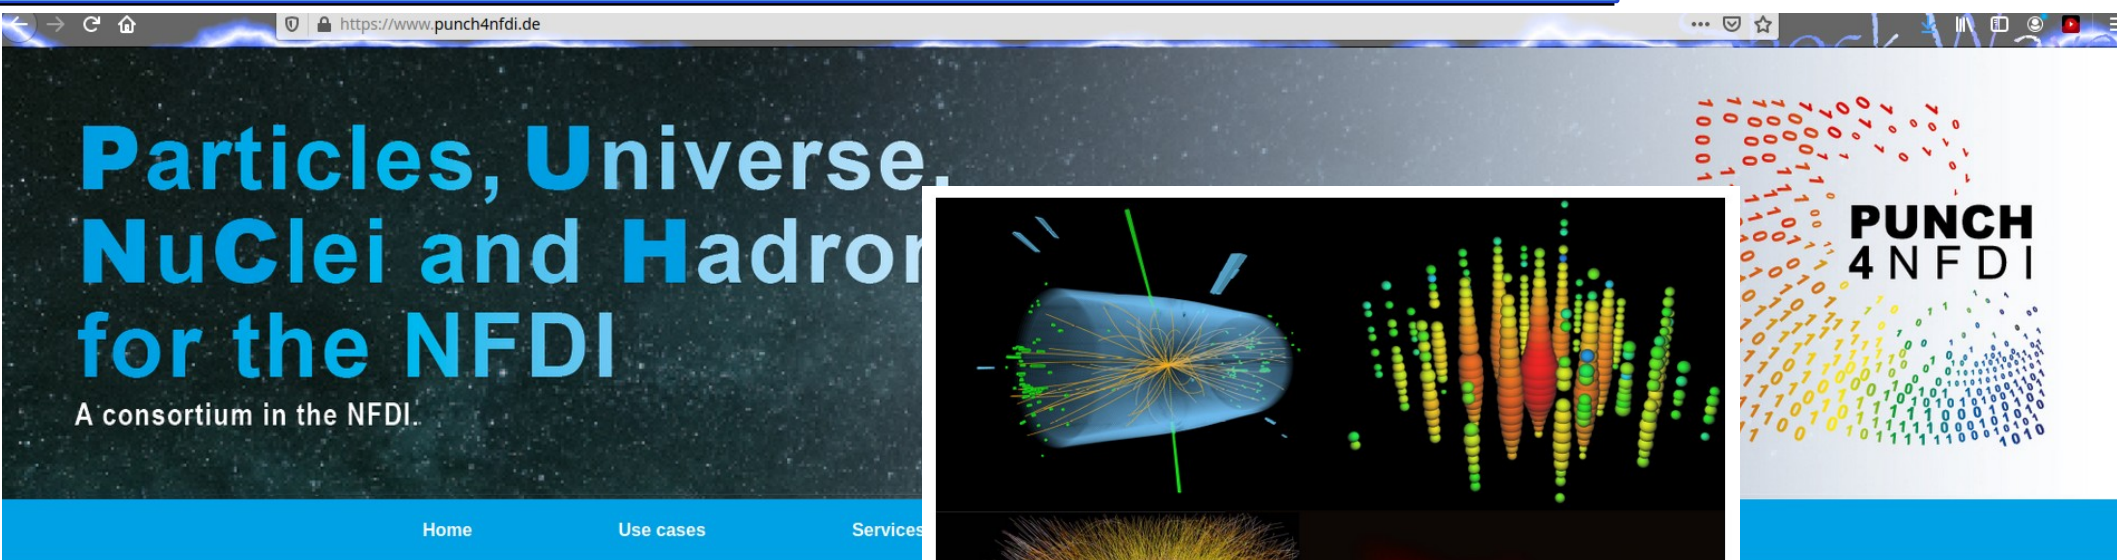 https://www.punch4nfdi.de
Particles, Universe,
NuClei and Hadron
for the NFDI
A consortium in the NFDI.
PUNCH
4NFDI
Home Use cases Services